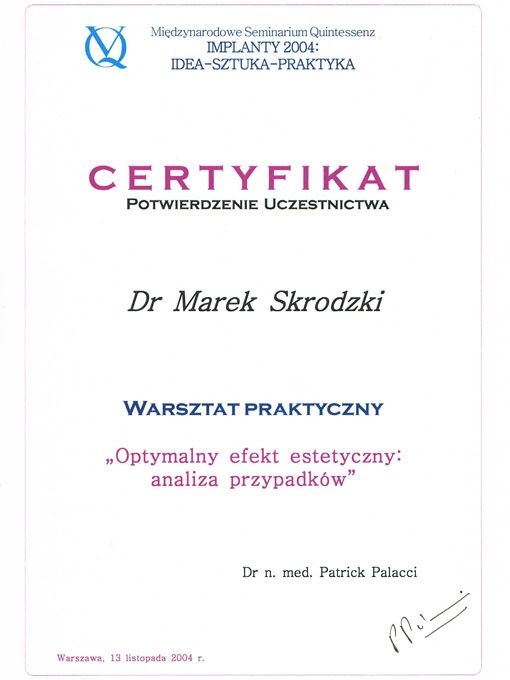 Międzynarodowe Seminarium Quintessenz
IMPLANTY 2004:
IDEA-SZTUKA-PRAKTYKA
CERTYFIKAT
POTWIERDZENIE UCZESTNICTWA
Dr Marek Skrodzki
WARSZTAT PRAKTYCZNY
„Optymalny efekt estetyczny:
analiza przypadków”
Dr n. med. Patrick Palacci
Warszawa, 13 listopada 2004 r.